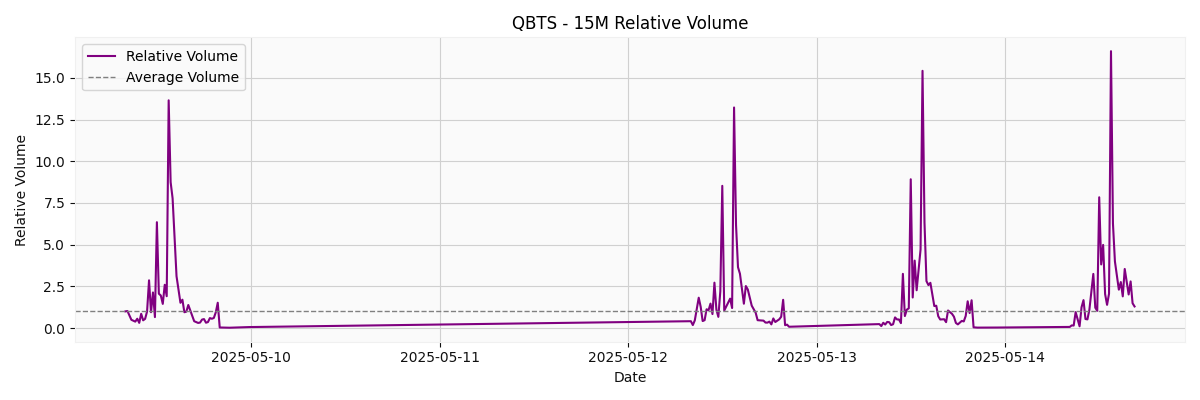 QBTS - 15M Relative Volume
Relative Volume
Average Volume
Relative Volume
15.0
12.5
10.0
7.5
5.0
2.5
0.0
2025-05-10
2025-05-11
2025-05-12
2025-05-13
2025-05-14
Date